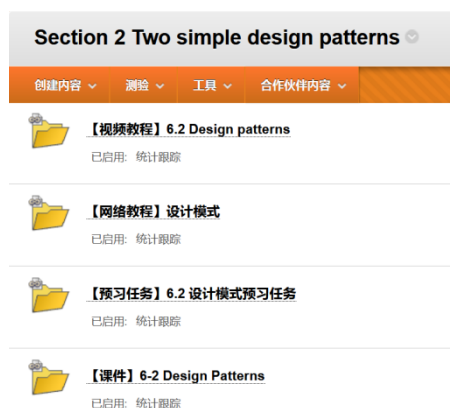 Section 2 Two simple design patterns
创建内容 测验 工具 合作伙伴内容
【视频教程】6.2 Design patterns
已启用: 统计跟踪
【网络教程】设计模式
已启用: 统计跟踪
【预习任务】6.2 设计模式预习任务
已启用: 统计跟踪
【课件】6-2 Design Patterns
已启用: 统计跟踪